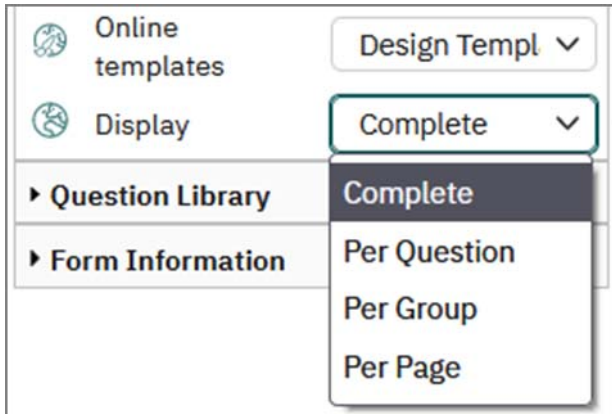 Online
templates
Design Templ
Display
Complete
Question Library
Complete
Form Information
Per Question
Per Group
Per Page